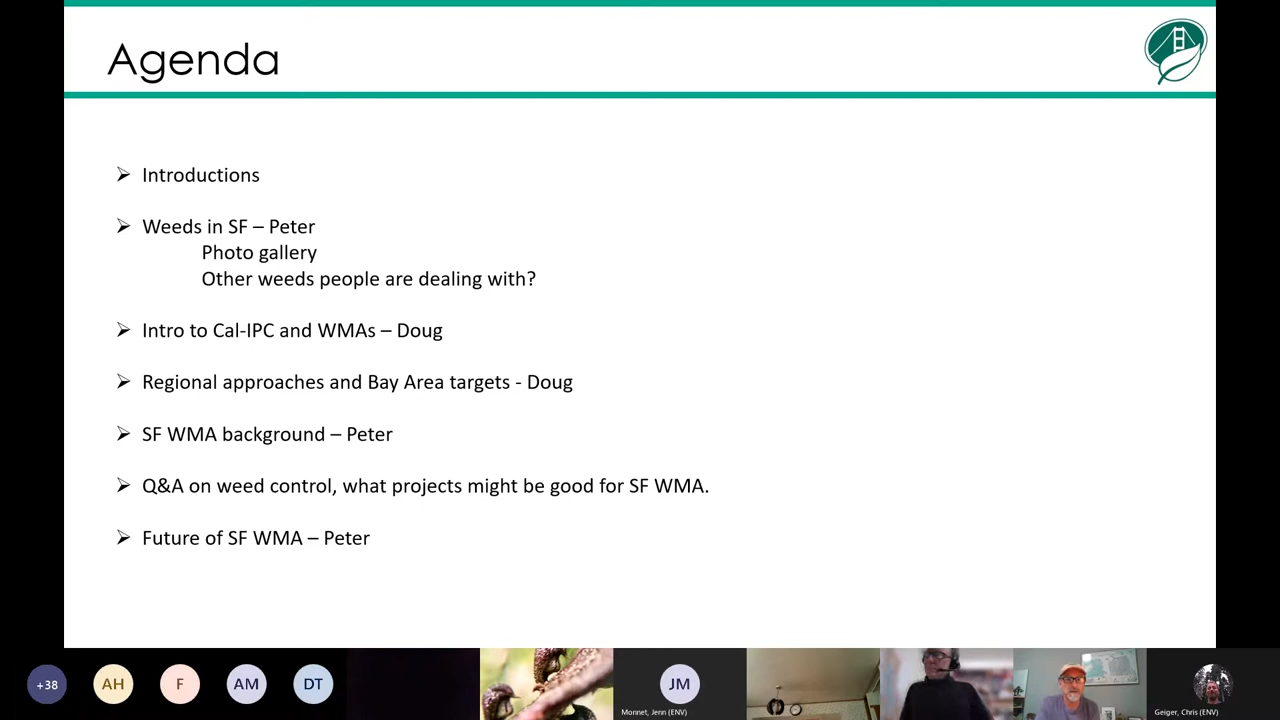 Agenda
Introductions
Weeds in SF – Peter
Photo gallery
Other weeds people are dealing with?
Intro to Cal-IPC and WMAs – Doug
Regional approaches and Bay Area targets - Doug
SF WMA background – Peter
Q&A on weed control, what projects might be good for SF WMA.
Future of SF WMA – Peter
+38
AH
F
AM
DT
JM
Monnet, Jenn (ENV)
Geiger, Chris (ENV)